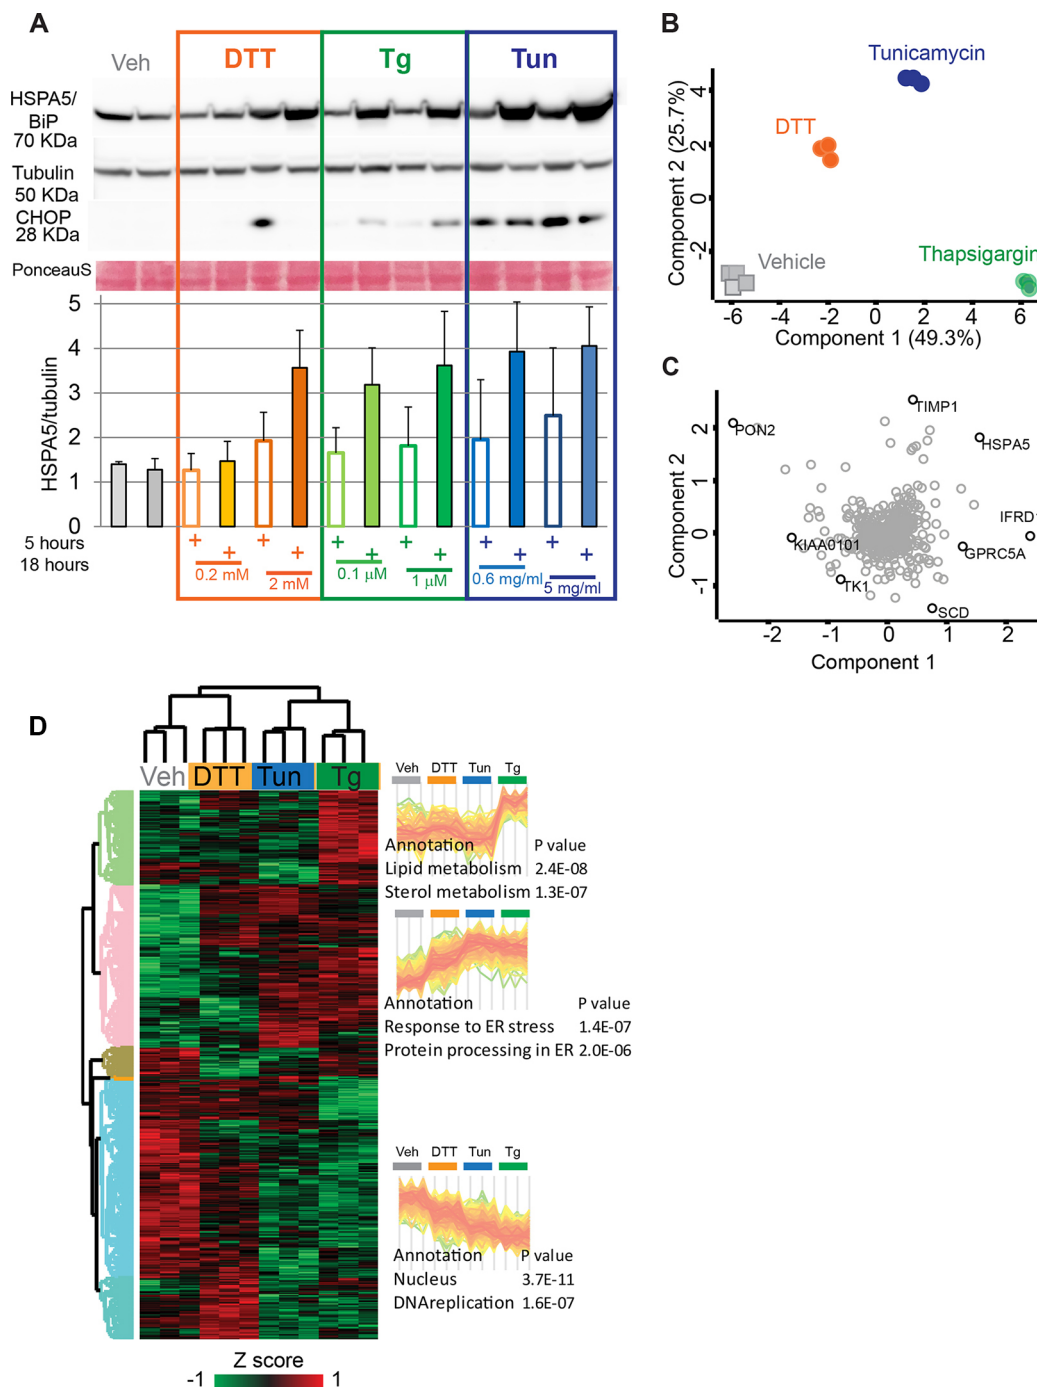 A
Veh
DTT
Tg
Tun
HSPA5/
BiP
70 KDa
Tubulin
50 KDa
CHOP
28 KDa
PonceauS
HSPA5/tubulin
5
4
3
2
1
0
5 hours + + + + + + +
18 hours + + + + + + +
0.2 mM
2 mM
0.1 µM
1 µM
0.6 mg/ml
5 mg/ml
B
Tunicamycin
DTT
Vehicle
Thapsigargin
Component 2 (25.7%)
4
2
0
-2
-6 -4 -2 0 2 4 6
Component 1 (49.3%)
C
TIMP1
PON2
HSPA5
IFRD1
KIAA0101
GPRC5A
TK1
SCD
Component 2
2
1
0
-1
-2 -1 0 1 2
Component 1
D
Veh DTT Tun Tg
Veh DTT Tun Tg
Annotation P value
Lipid metabolism 2.4E-08
Sterol metabolism 1.3E-07
Annotation P value
Response to ER stress 1.4E-07
Protein processing in ER 2.0E-06
Veh DTT Tun Tg
Annotation P value
Nucleus 3.7E-11
DNAreplication 1.6E-07
Z score
-1 1